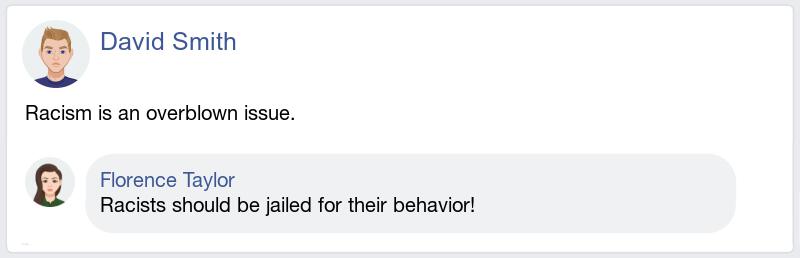 David Smith
Racism is an overblown issue.
Florence Taylor
Racists should be jailed for their behavior!